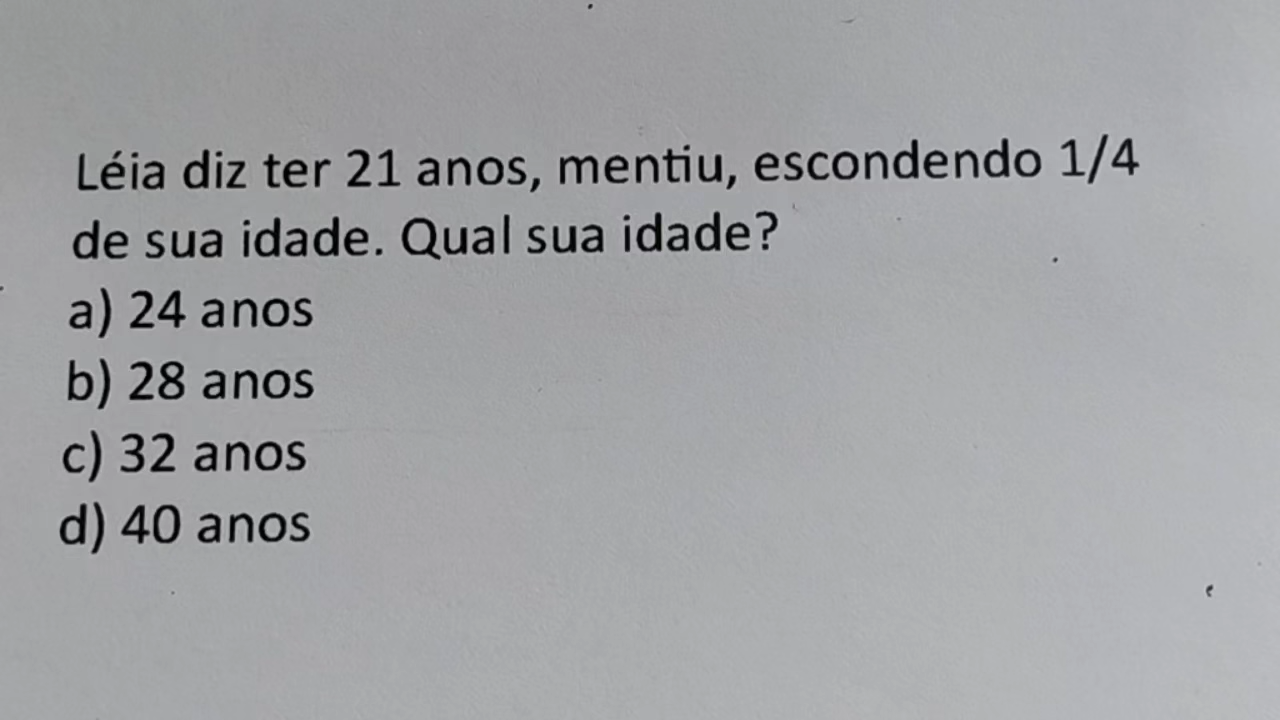 Léia diz ter 21 anos, mentiu, escondendo 1/4
de sua idade. Qual sua idade?
a) 24 anos
b) 28 anos
c) 32 anos
d) 40 anos